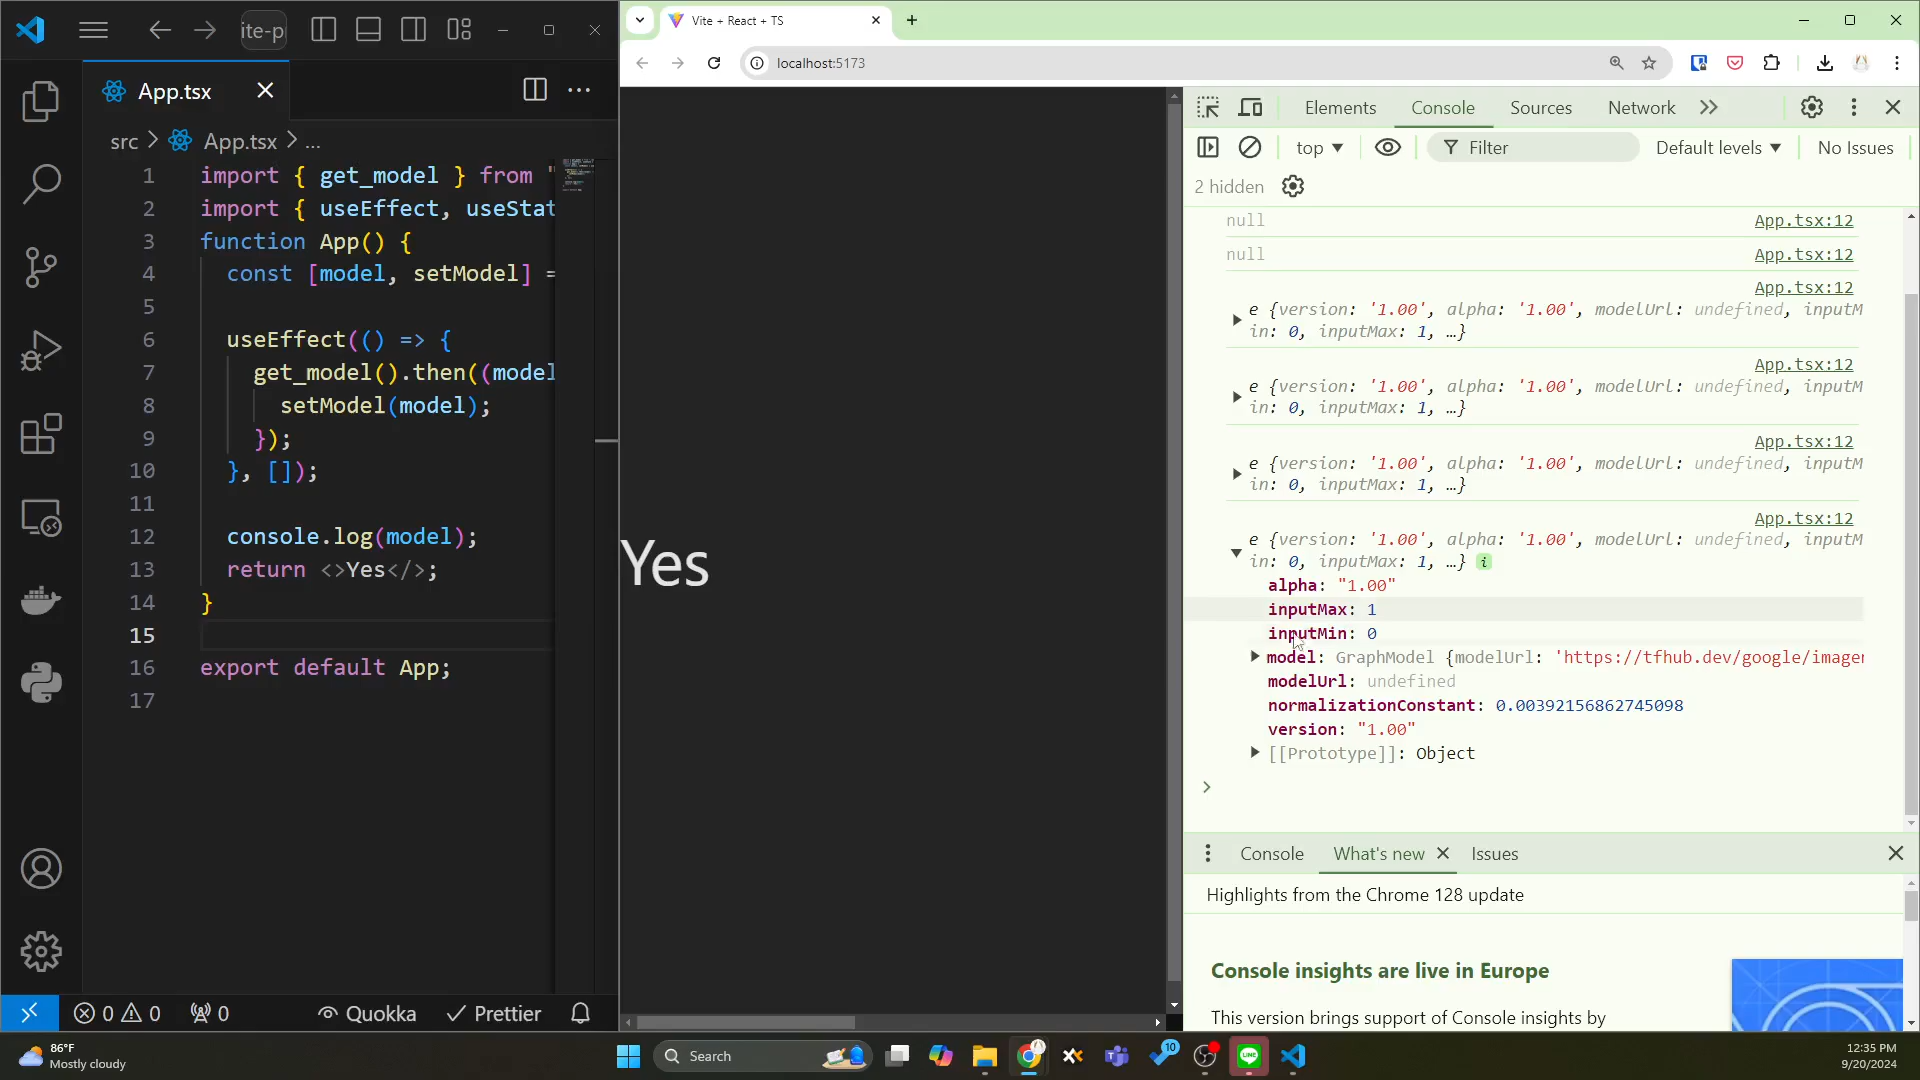 ite-p
App.tsx
src > App.tsx > ...
1 import { get_model } from "
2 import { useEffect, useStat
3 function App() {
4 const [model, setModel] =
5
6 useEffect(() => {
7 get_model().then((model
8 setModel(model);
9 });
10 }, []);
11
12 console.log(model);
13 return <>Yes</>;
14 }
15
16 export default App;
17
0 0 0 Quokka Prettier
Vite + React + TS
localhost:5173
Yes
Elements Console Sources Network
top Filter Default levels No Issues
2 hidden
null App.tsx:12
null App.tsx:12
App.tsx:12
e {version: '1.00', alpha: '1.00', modelUrl: undefined, inputM
in: 0, inputMax: 1, …}
App.tsx:12
e {version: '1.00', alpha: '1.00', modelUrl: undefined, inputM
in: 0, inputMax: 1, …}
App.tsx:12
e {version: '1.00', alpha: '1.00', modelUrl: undefined, inputM
in: 0, inputMax: 1, …}
App.tsx:12
e {version: '1.00', alpha: '1.00', modelUrl: undefined, inputM
in: 0, inputMax: 1, …} i
alpha: "1.00"
inputMax: 1
inputMin: 0
model: GraphModel {modelUrl: 'https://tfhub.dev/google/imagen
modelUrl: undefined
normalizationConstant: 0.00392156862745098
version: "1.00"
[[Prototype]]: Object
Console What's new Issues
Highlights from the Chrome 128 update
Console insights are live in Europe
This version brings support of Console insights by
86°F
Mostly cloudy
Search
10
12:35 PM
9/20/2024